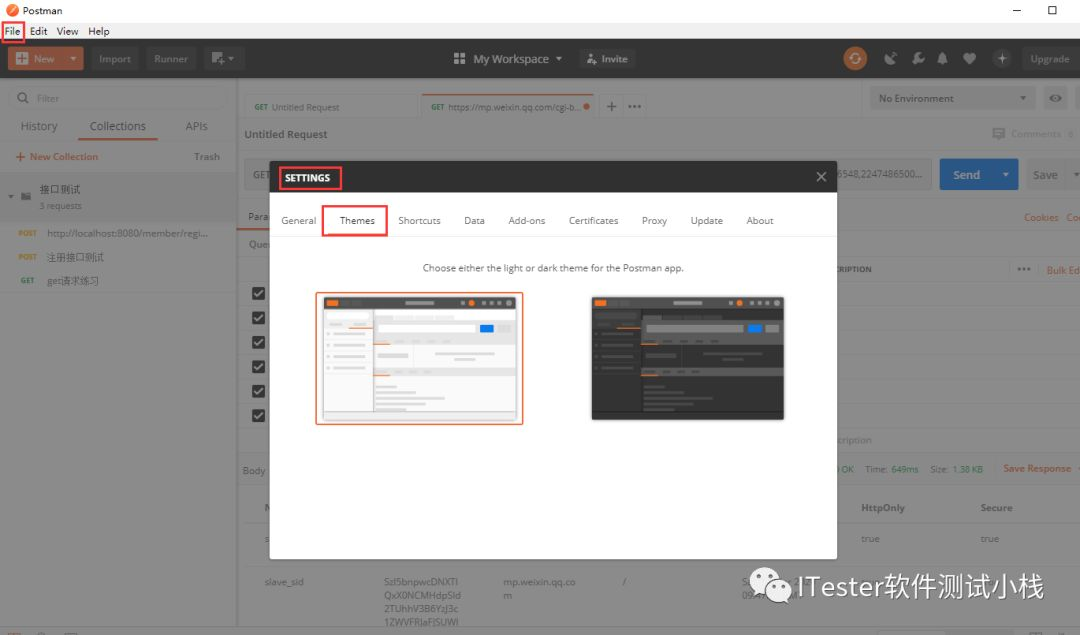 Postman
File Edit View Help
New Import Runner My Workspace Invite Upgrade
Filter
History Collections APIs
New Collection Trash
接口测试
3 requests
POST http://localhost:8080/member/regi...
POST 注册接口测试
GET get请求练习
GET Untitled Request
GET https://mp.weixin.qq.com/cgi-b...
No Environment
Untitled Request
Comments
GET
6548,2247486500...
Send
Save
Cookies
Bulk Ed
SETTINGS
General Themes Shortcuts Data Add-ons Certificates Proxy Update About
Choose either the light or dark theme for the Postman app.
Body
Time: 649ms Size: 1.38 KB Save Response
HttpOnly Secure
true true
slave_sid
mp.weixin.qq.co
m
/
ITester软件测试小栈